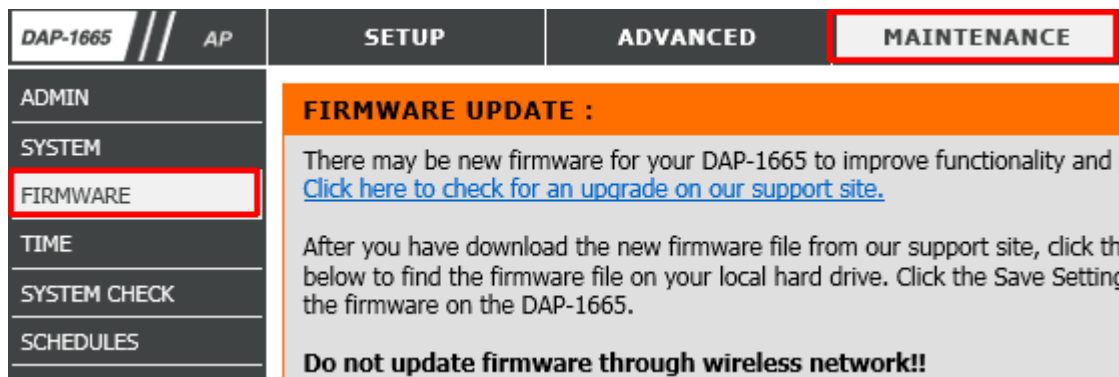 DAP-1665 AP SETUP ADVANCED MAINTENANCE
ADMIN
SYSTEM
FIRMWARE
TIME
SYSTEM CHECK
SCHEDULES
FIRMWARE UPDATE :
There may be new firmware for your DAP-1665 to improve functionality and
Click here to check for an upgrade on our support site.
After you have download the new firmware file from our support site, click th
below to find the firmware file on your local hard drive. Click the Save Setting
the firmware on the DAP-1665.
Do not update firmware through wireless network!!